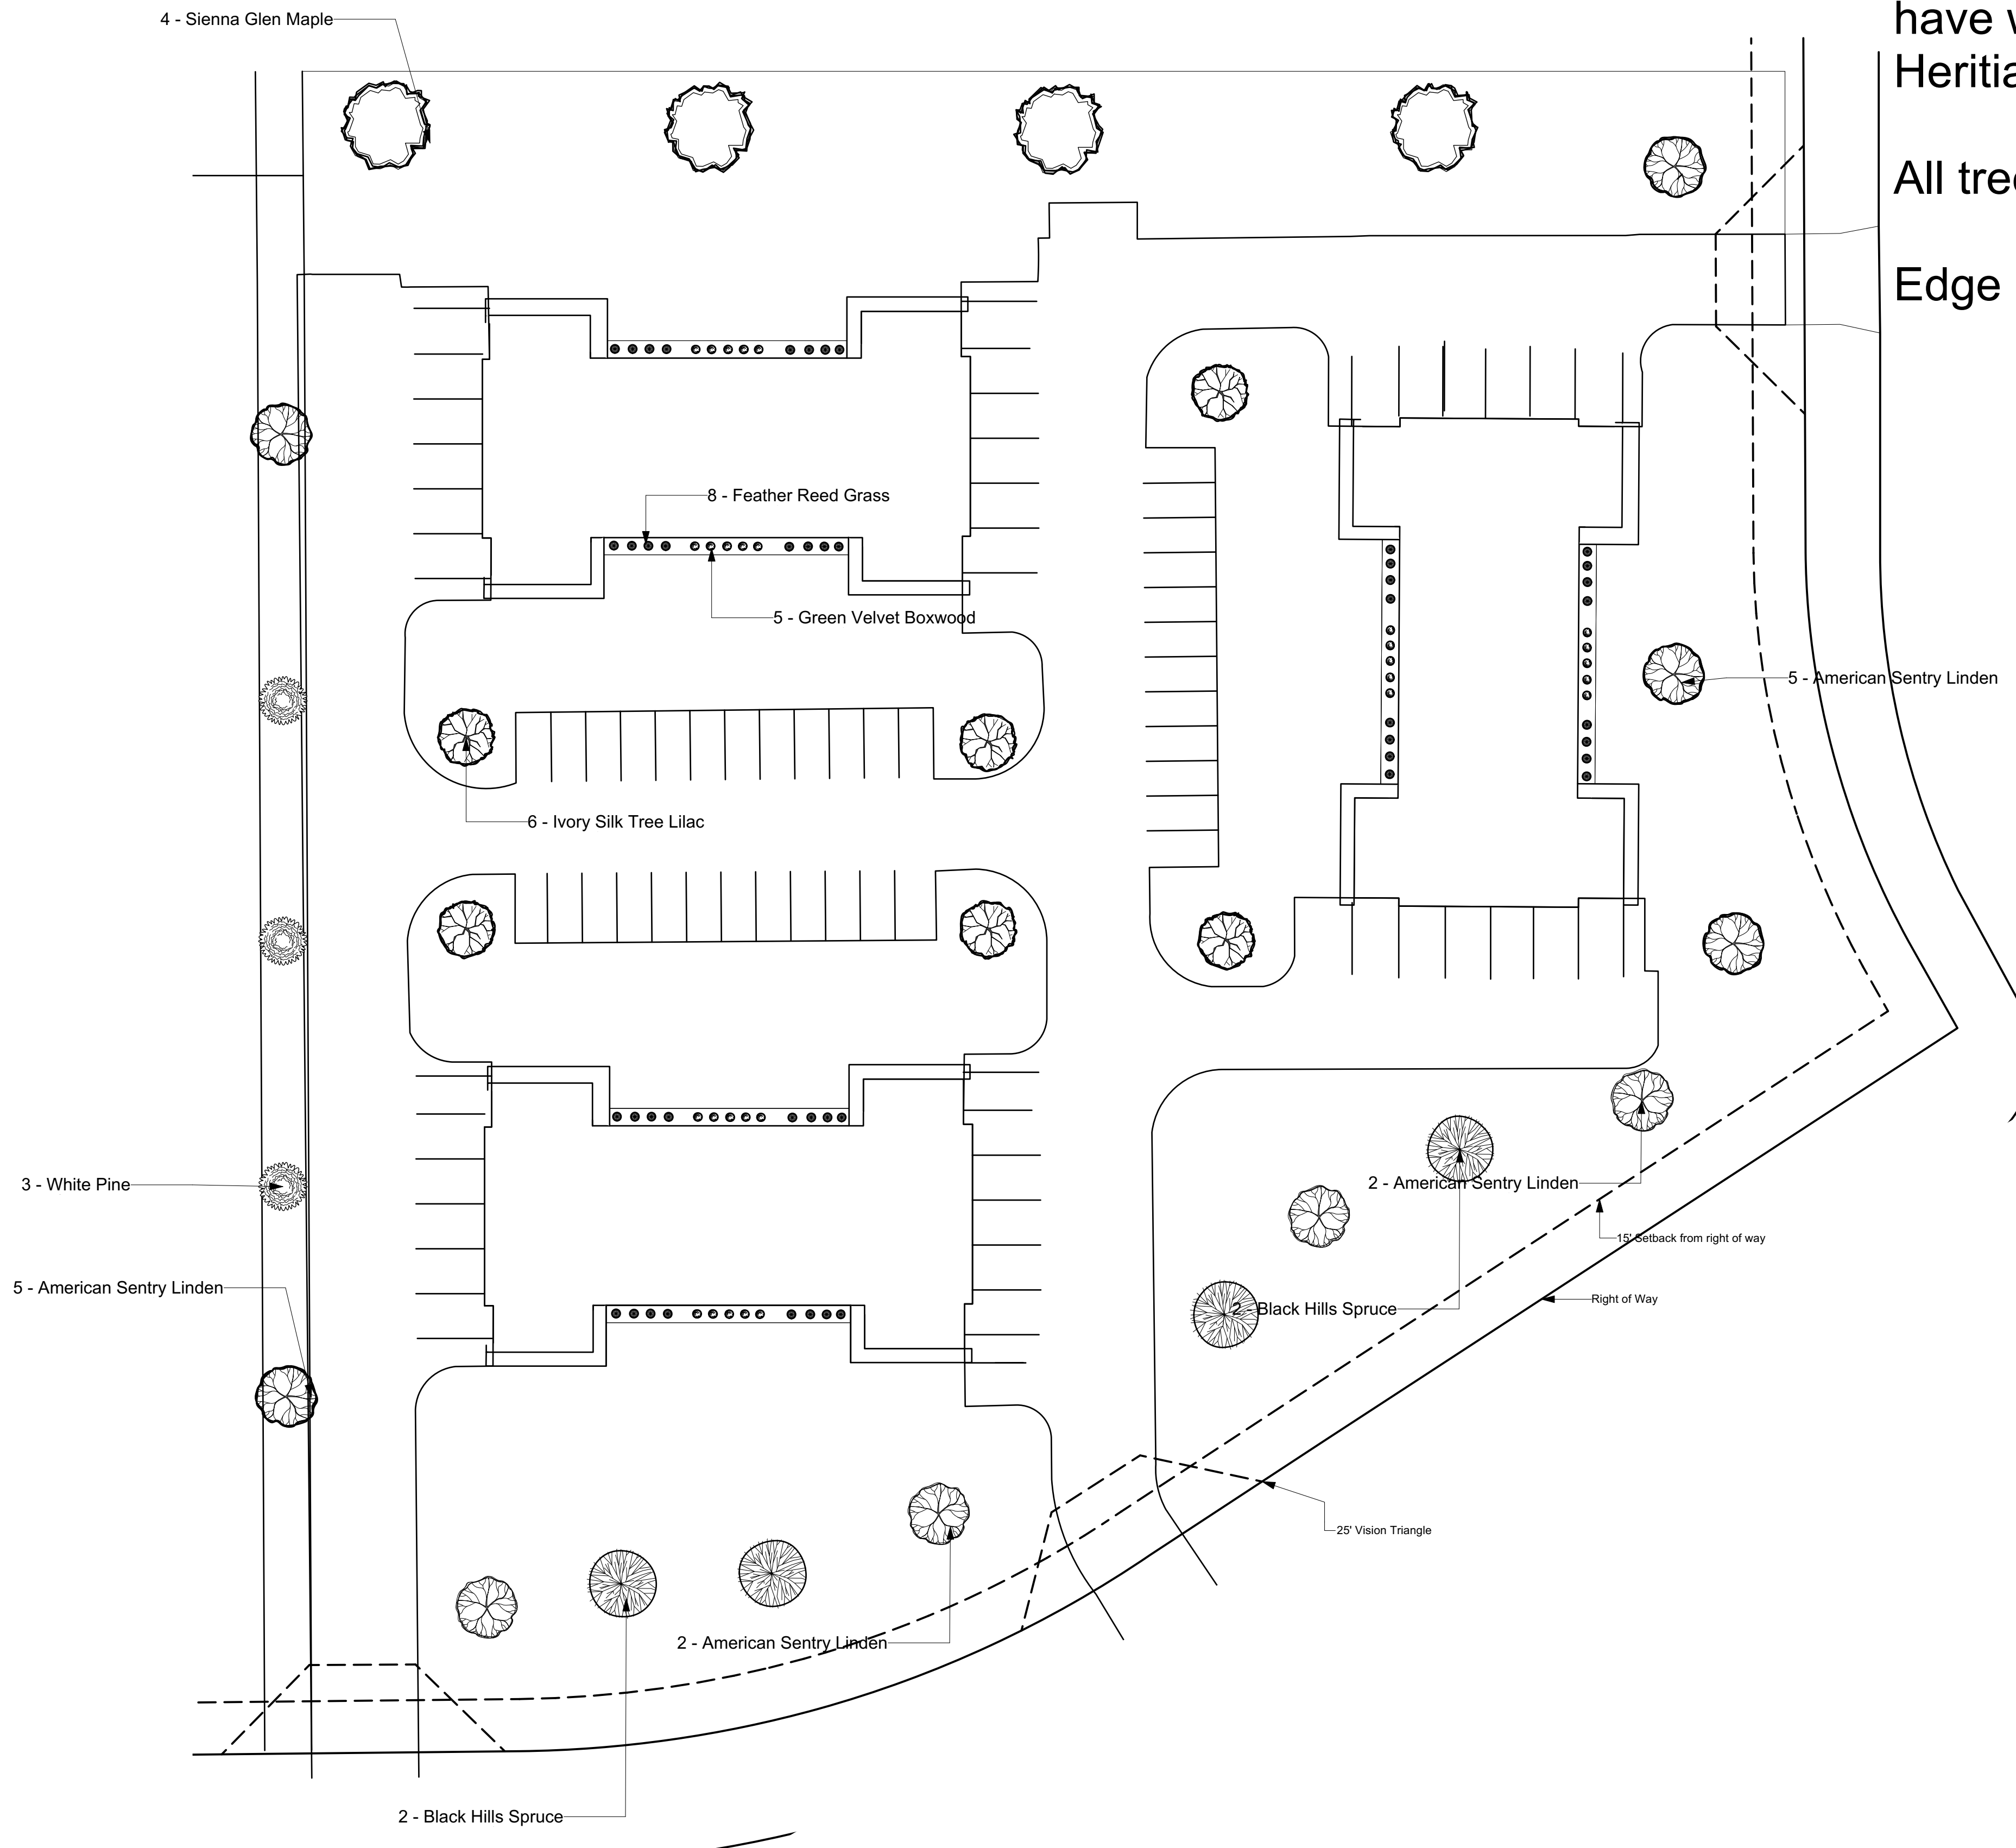 have
4 - Sienna Glen Maple
All
Edge
8 - Feather Reed Grass
5 - Green Velvet Boxwood
5 - American Sentry Linden
6 - Ivory Silk Tree Lilac
3 - White Pine
2 - American Sentry Linden
15' Setback from right of way
5 - American Sentry Linden
Right of Way
2 - Black Hills Spruce
25' Vision Triangle
2 - American Sentry Linden
2 - Black Hills Spruce